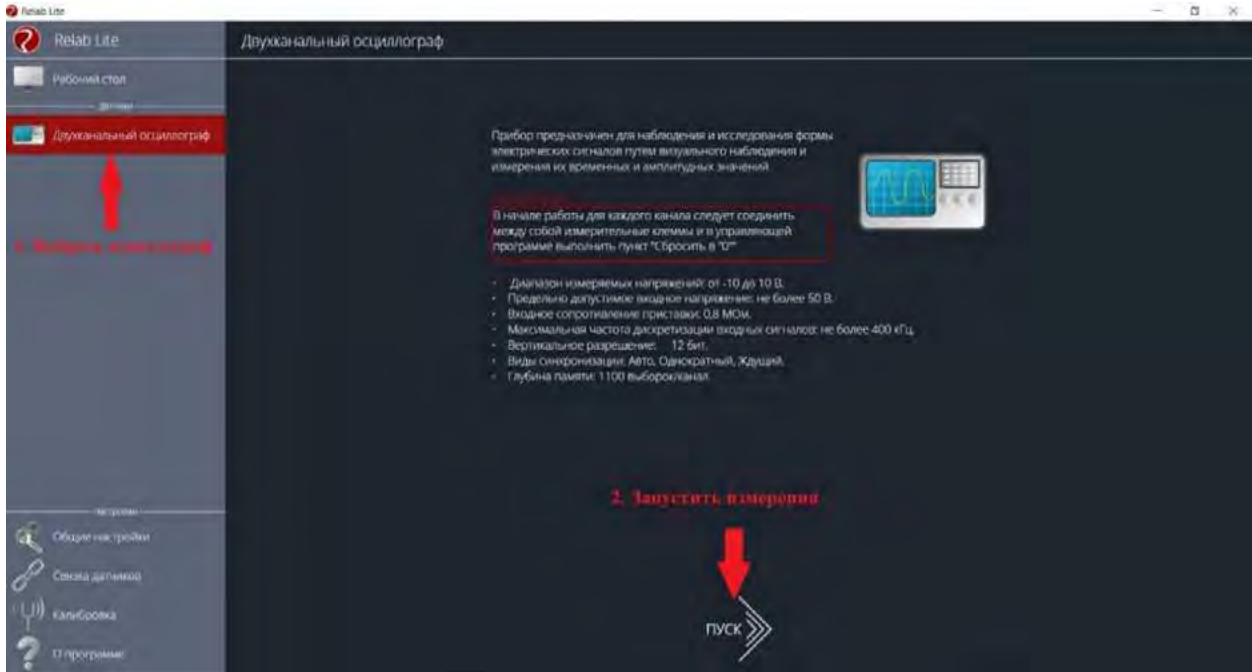 Relab Lite
Relab Lite
Двухканальный осциллограф
Рабочий стол
Датчики
Двухканальный осциллограф
Прибор предназначен для наблюдения и исследования формы
электрических сигналов путем визуального наблюдения и
измерения их временных и амплитудных значений.
В начале работы для каждого канала следует соединить
между собой измерительные клеммы и в управляющей
программе выполнить пункт "Сбросить в "0""
1. Выбрать осциллограф
- Диапазон измеряемых напряжений: от -10 до 10 В.
- Предельно допустимое входное напряжение: не более 50 В.
- Входное сопротивление приставки: 0,8 МОм.
- Максимальная частота дискретизации входных сигналов: не более 400 кГц.
- Вертикальное разрешение: 12 бит.
- Виды синхронизации: Авто, Однократный, Ждущий.
- Глубина памяти: 1100 выборок/канал.
2. Запустить измерения
Настройки
Общие настройки
Связка датчиков
Калибровка
О программе
ПУСК